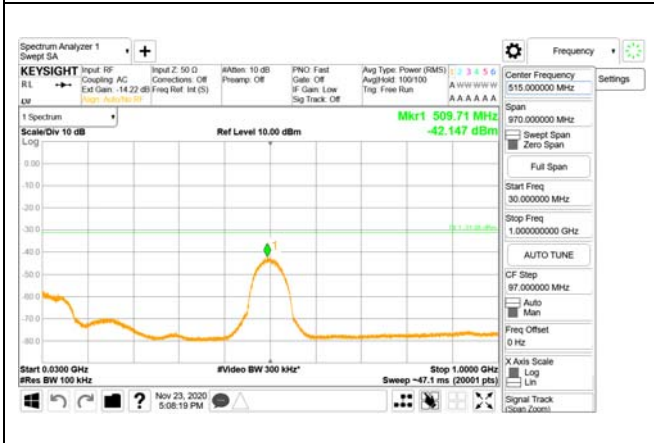 Spectrum Analyzer 1
Swept SA
+
Frequency
KEYSIGHT
RL
Input: RF
Coupling: AC
Ext Gain: -14.22 dB
Align: Auto/No RF
Input Z: 50 Ω
Corrections: Off
Freq Ref: Int (S)
#Atten: 10 dB
Preamp: Off
PNO: Fast
Gate: Off
IF Gain: Low
Sig Track: Off
Avg Type: Power (RMS)
Avg|Hold: 100/100
Trig: Free Run
1 2 3 4 5 6
A W W W W W
A A A A A A
1 Spectrum
Scale/Div 10 dB
Log
Ref Level 10.00 dBm
Mkr1 509.71 MHz
-42.147 dBm
0.00
-10.0
-20.0
-30.0
-40.0
-50.0
-60.0
-70.0
-80.0
1
Start 0.0300 GHz
#Res BW 100 kHz
#Video BW 300 kHz*
Stop 1.0000 GHz
Sweep ~47.1 ms (20001 pts)
?
Nov 23, 2020
5:08:19 PM
Center Frequency
515.000000 MHz
Settings
Span
970.000000 MHz
Swept Span
Zero Span
Full Span
Start Freq
30.000000 MHz
Stop Freq
1.000000000 GHz
AUTO TUNE
CF Step
97.000000 MHz
Auto
Man
Freq Offset
0 Hz
X Axis Scale
Log
Lin
Signal Track
(Span Zoom)